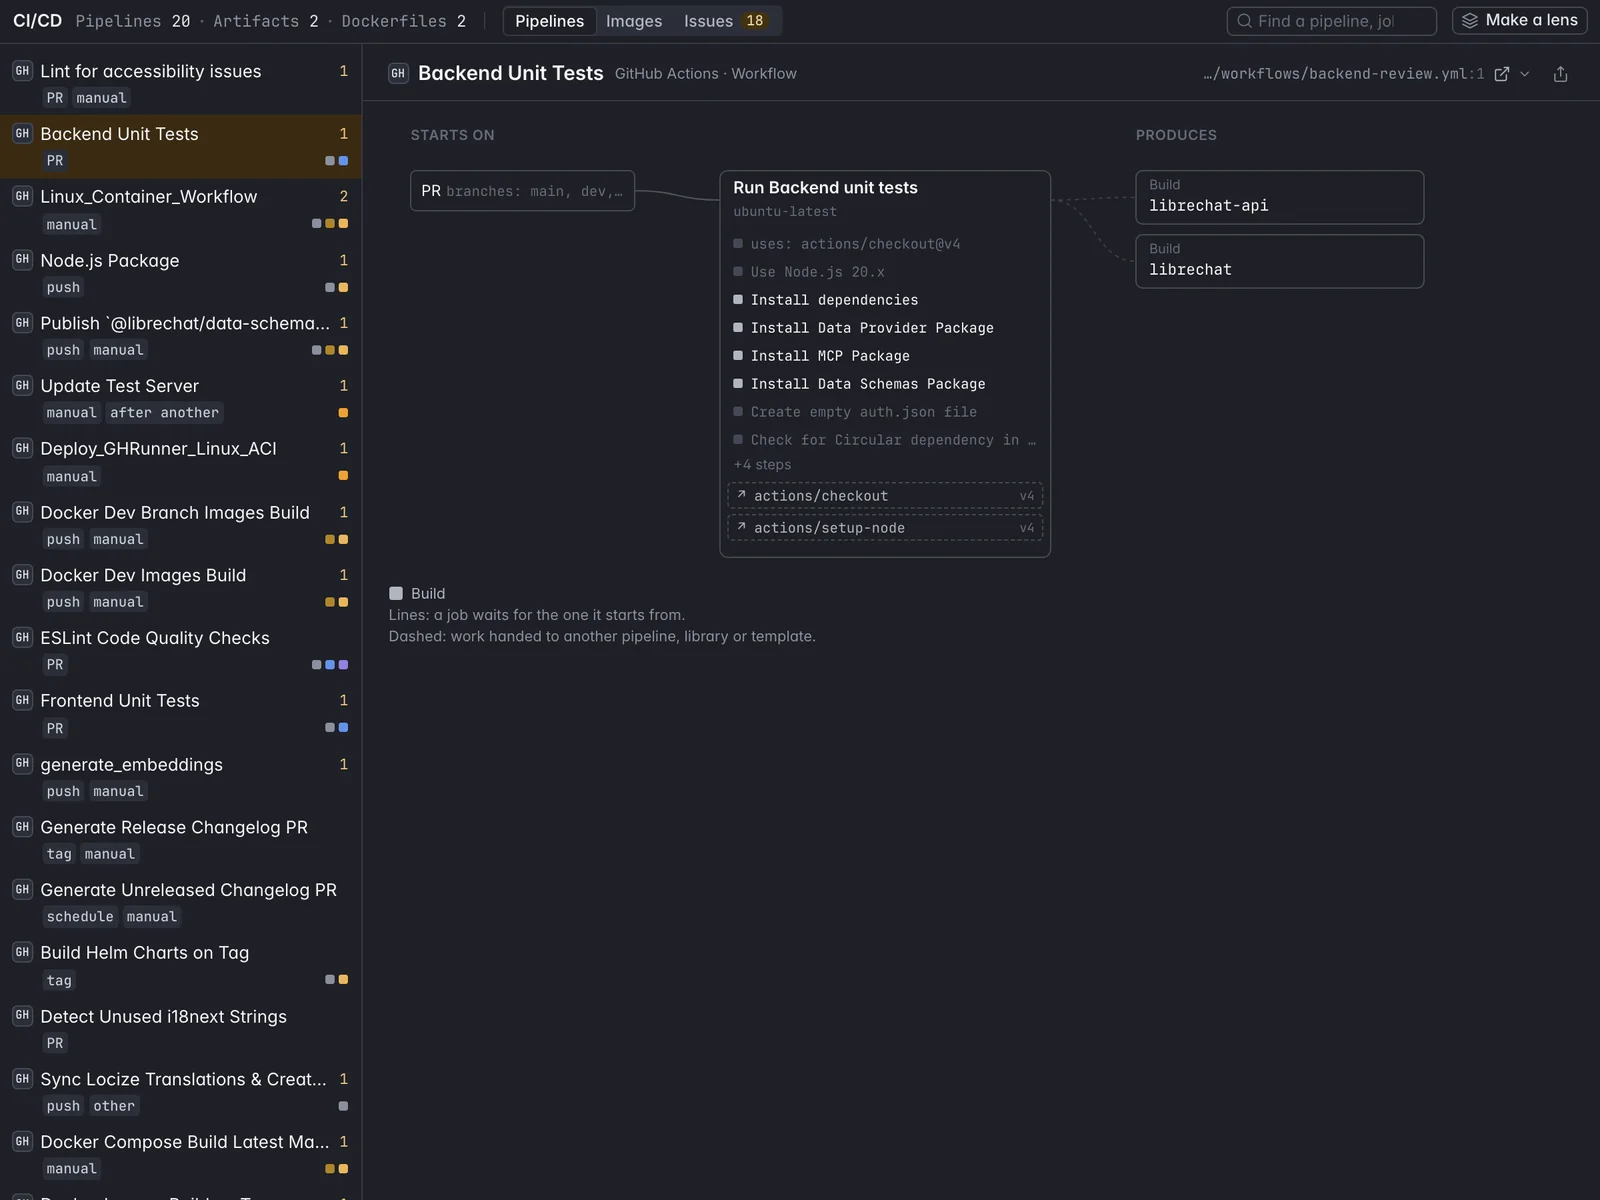 CI/CD Pipelines 20 · Artifacts 2 · Dockerfiles 2
Pipelines Images Issues 18
Find a pipeline, jo
Make a lens
GH Lint for accessibility issues 1
PR manual
GH Backend Unit Tests 1
PR
GH Linux_Container_Workflow 2
manual
GH Node.js Package 1
push
GH Publish `@librechat/data-schema... 1
push manual
GH Update Test Server 1
manual after another
GH Deploy_GHRunner_Linux_ACI 1
manual
GH Docker Dev Branch Images Build 1
push manual
GH Docker Dev Images Build 1
push manual
GH ESLint Code Quality Checks
PR
GH Frontend Unit Tests 1
PR
GH generate_embeddings 1
push manual
GH Generate Release Changelog PR
tag manual
GH Generate Unreleased Changelog PR
schedule manual
GH Build Helm Charts on Tag
tag
GH Detect Unused i18next Strings
PR
GH Sync Locize Translations & Creat... 1
push other
GH Docker Compose Build Latest Ma... 1
manual
GH Backend Unit Tests GitHub Actions · Workflow
…/workflows/backend-review.yml:1
STARTS ON
PR branches: main, dev,…
Run Backend unit tests
ubuntu-latest
uses: actions/checkout@v4
Use Node.js 20.x
Install dependencies
Install Data Provider Package
Install MCP Package
Install Data Schemas Package
Create empty auth.json file
Check for Circular dependency in …
+4 steps
actions/checkout v4
actions/setup-node v4
PRODUCES
Build
librechat-api
Build
librechat
Build
Lines: a job waits for the one it starts from.
Dashed: work handed to another pipeline, library or template.